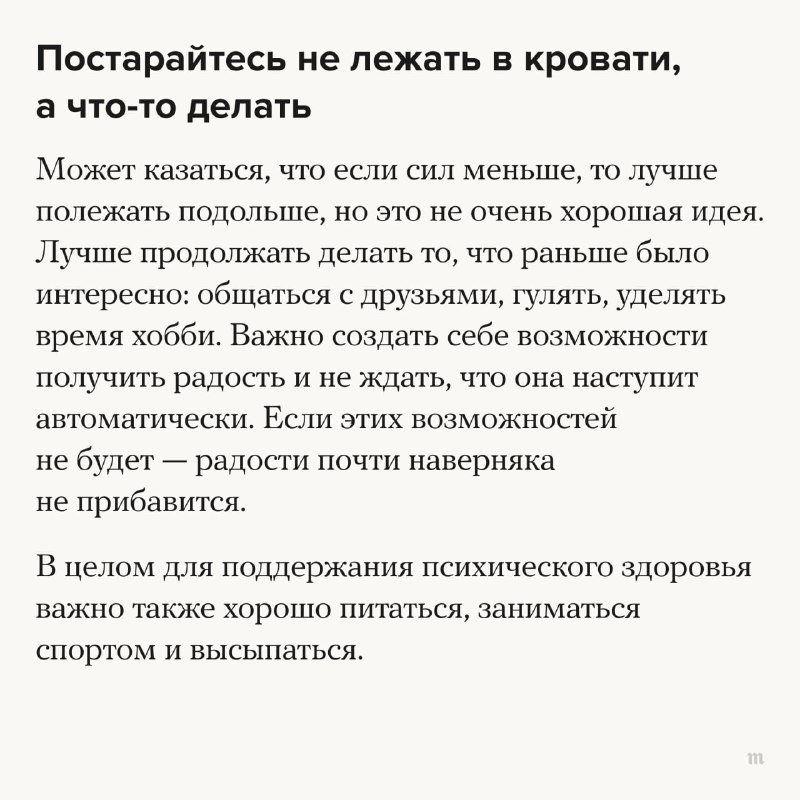 Постарайтесь не лежать в кровати,
а что-то делать
Может казаться, что если сил меньше, то лучше
полежать подольше, но это не очень хорошая идея.
Лучше продолжать делать то, что раньше было
интересно: общаться с друзьями, гулять, уделять
время хобби. Важно создать себе возможности
получить радость и не ждать, что она наступит
автоматически. Если этих возможностей
не будет — радости почти наверняка
не прибавится.
В целом для поддержания психического здоровья
важно также хорошо питаться, заниматься
спортом и высыпаться.
m